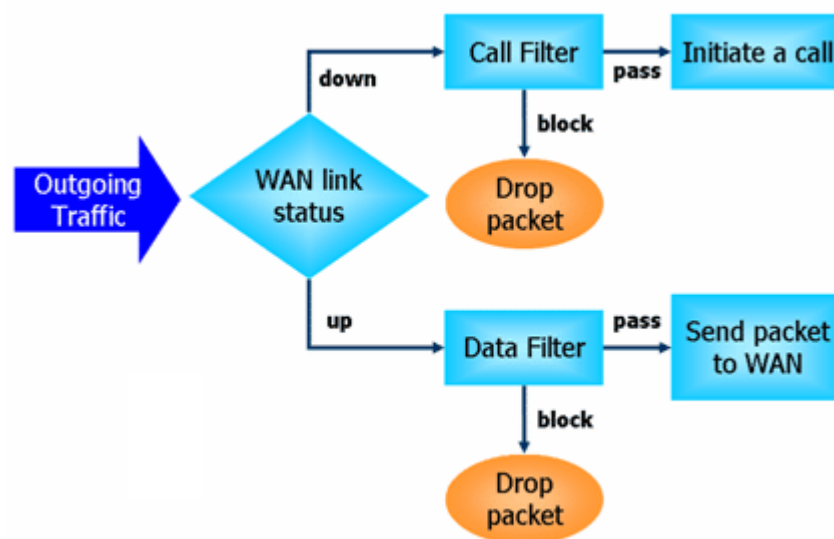 Outgoing
Traffic
WAN link
status
down
Call Filter
pass
Initiate a call
block
Drop
packet
up
Data Filter
pass
Send packet
to WAN
block
Drop
packet